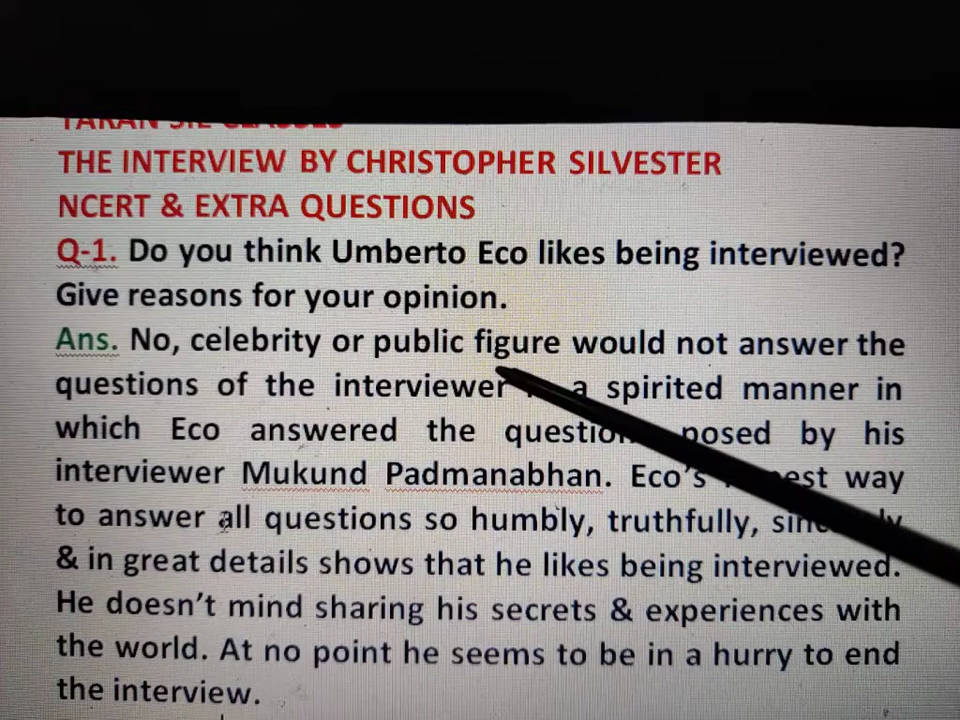 THE INTERVIEW BY CHRISTOPHER SILVESTER
NCERT & EXTRA QUESTIONS
Q-1. Do you think Umberto Eco likes being interviewed?
Give reasons for your opinion.
Ans. No, celebrity or public figure would not answer the
questions of the interviewer a spirited manner in
which Eco answered the posed by his
interviewer Mukund Padmanabhan. Eco's way
to answer all questions so humbly, truthfully,
& in great details shows that he likes being interviewed.
He doesn't mind sharing his secrets & experiences with
the world. At no point he seems to be in a hurry to end
the interview.